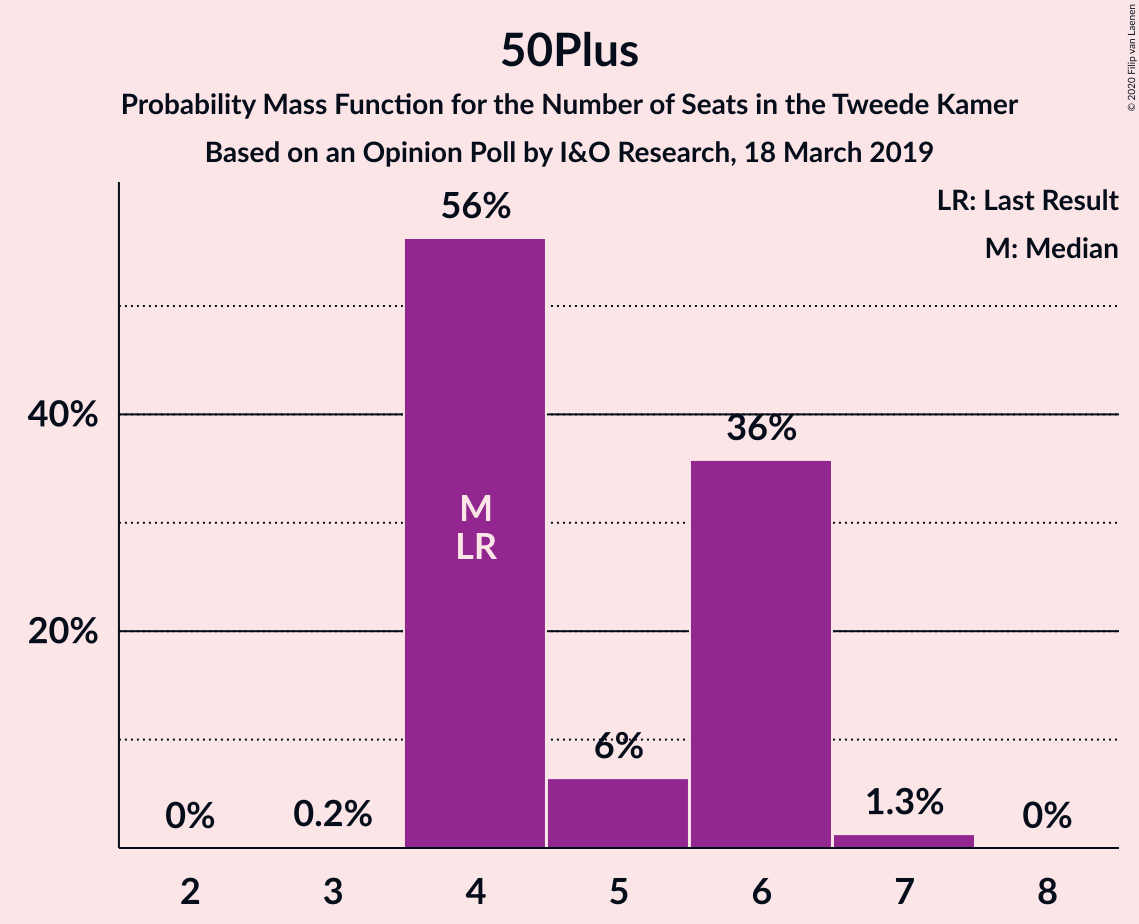 50Plus
Probability Mass Function for the Number of Seats in the Tweede Kamer
Based on an Opinion Poll by I&O Research, 18 March 2019
© 2020 Filip van Laenen
LR: Last Result
M: Median
56%
40%
36%
M
LR
20%
6%
0%
0.2%
1.3%
0%
2 3 4 5 6 7 8